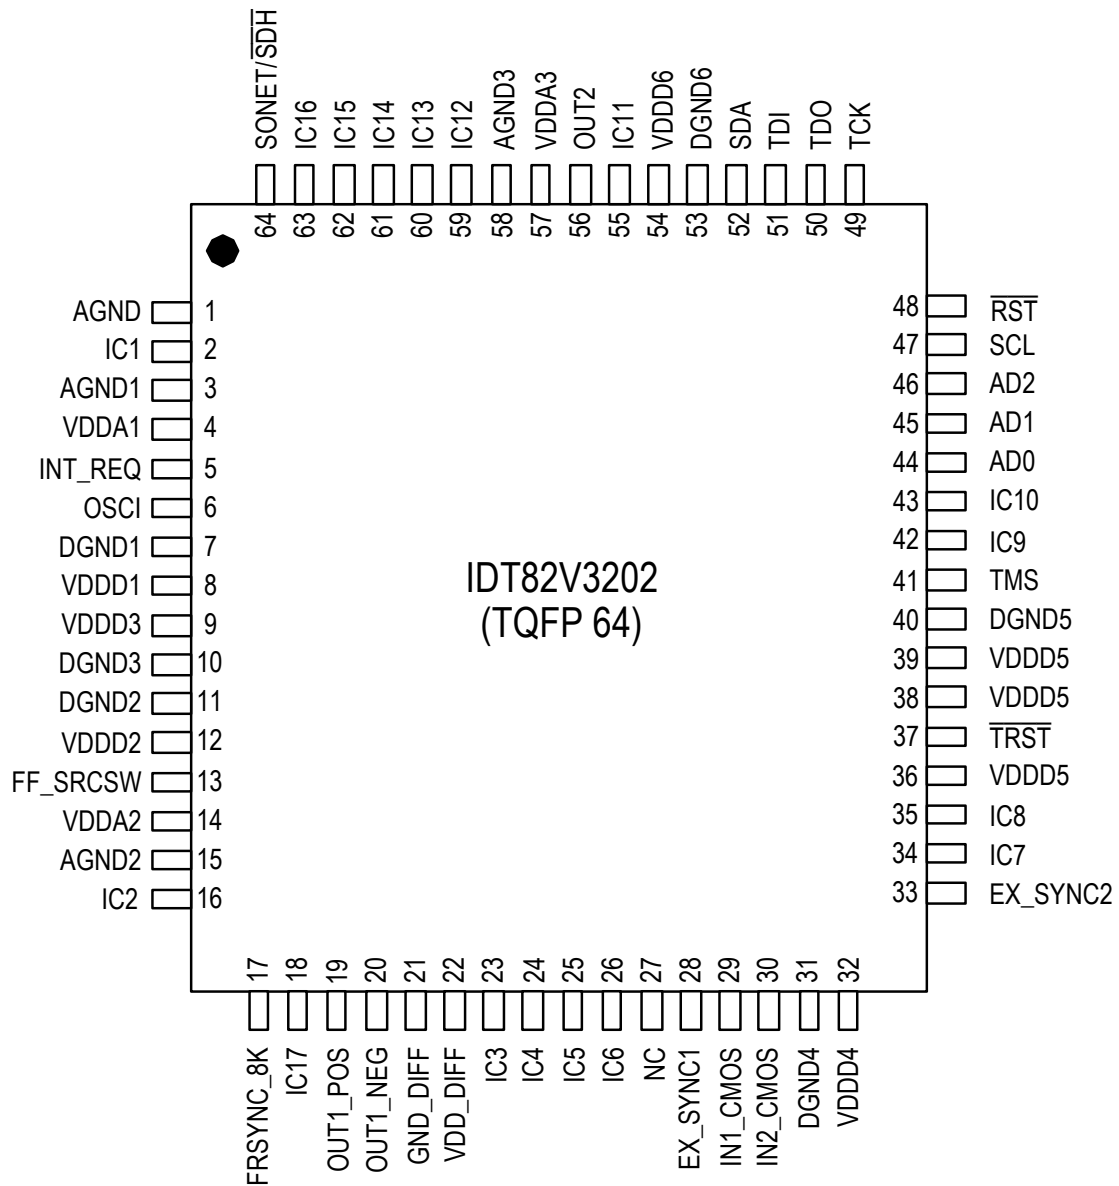 SONET/SDH
IC16
IC15
IC14
IC13
IC12
AGND3
VDDA3
OUT2
IC11
VDDD6
DGND6
SDA
TDI
TDO
TCK
64
63
62
61
60
59
58
57
56
55
54
53
52
51
50
49
AGND 1
IC1 2
AGND1 3
VDDA1 4
INT_REQ 5
OSCI 6
DGND1 7
VDDD1 8
VDDD3 9
DGND3 10
DGND2 11
VDDD2 12
FF_SRCSW 13
VDDA2 14
AGND2 15
IC2 16
IDT82V3202
(TQFP 64)
48 RST
47 SCL
46 AD2
45 AD1
44 AD0
43 IC10
42 IC9
41 TMS
40 DGND5
39 VDDD5
38 VDDD5
37 TRST
36 VDDD5
35 IC8
34 IC7
33 EX_SYNC2
17
18
19
20
21
22
23
24
25
26
27
28
29
30
31
32
FRSYNC_8K
IC17
OUT1_POS
OUT1_NEG
GND_DIFF
VDD_DIFF
IC3
IC4
IC5
IC6
NC
EX_SYNC1
IN1_CMOS
IN2_CMOS
DGND4
VDDD4